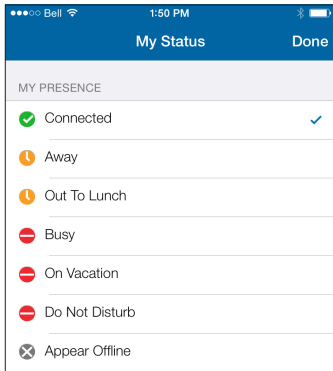 Bell 1:50 PM
My Status Done
MY PRESENCE
Connected
Away
Out To Lunch
Busy
On Vacation
Do Not Disturb
Appear Offline